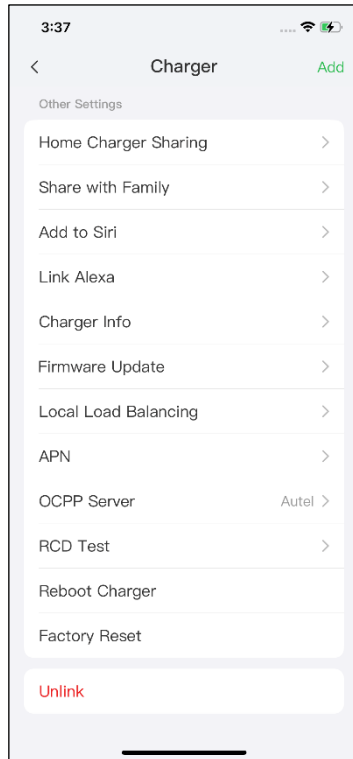 3:37
Charger Add
Other Settings
Home Charger Sharing
Share with Family
Add to Siri
Link Alexa
Charger Info
Firmware Update
Local Load Balancing
APN
OCPP Server Autel
RCD Test
Reboot Charger
Factory Reset
Unlink